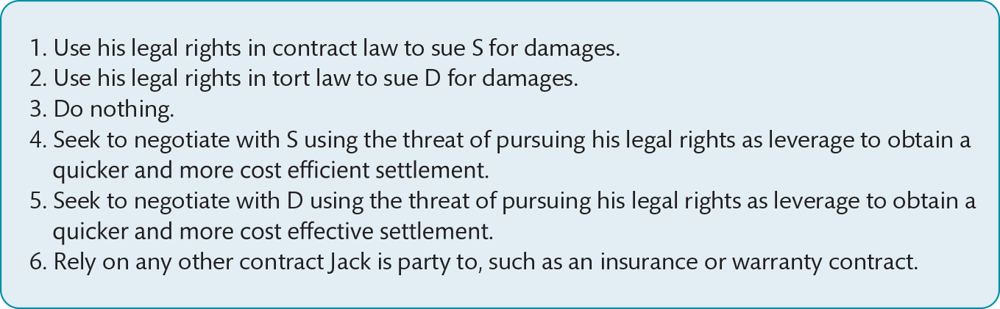 1. Use his legal rights in contract law to sue S for damages.
2. Use his legal rights in tort law to sue D for damages.
3. Do nothing.
4. Seek to negotiate with S using the threat of pursuing his legal rights as leverage to obtain a
quicker and more cost efficient settlement.
5. Seek to negotiate with D using the threat of pursuing his legal rights as leverage to obtain a
quicker and more cost effective settlement.
6. Rely on any other contract Jack is party to, such as an insurance or warranty contract.